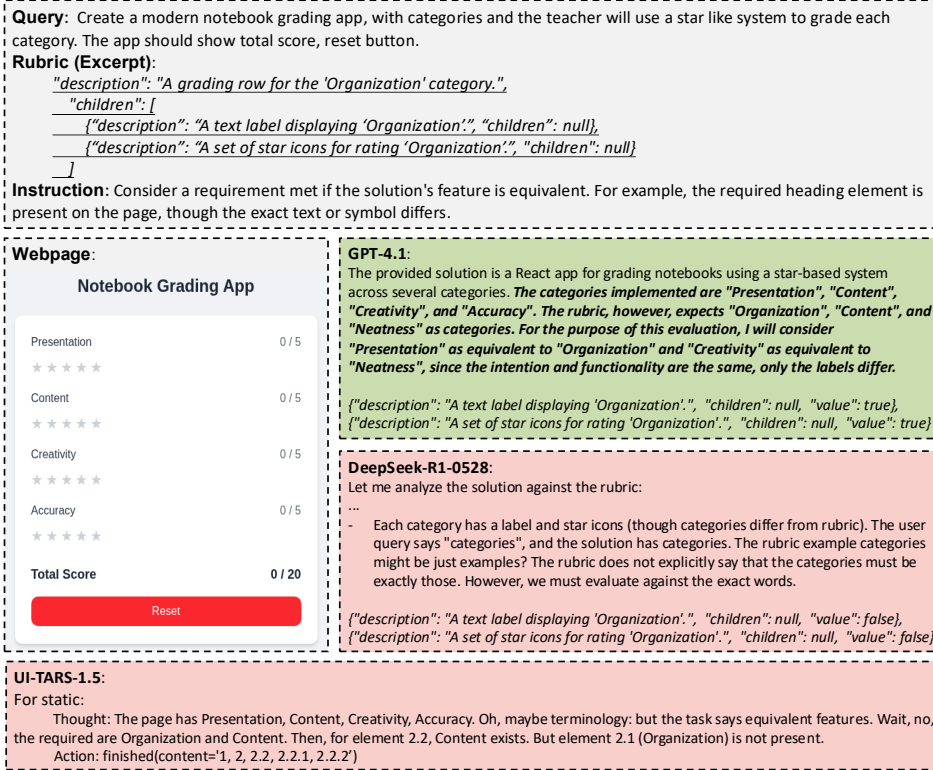 Query: Create a modern notebook grading app, with categories and the teacher will use a star like system to grade each
category. The app should show total score, reset button.
Rubric (Excerpt):
"description": "A grading row for the 'Organization' category.",
"children": [
{“description”: “A text label displaying ‘Organization’.”, “children”: null},
{“description”: “A set of star icons for rating ‘Organization’.”, "children": null}
]
Instruction: Consider a requirement met if the solution's feature is equivalent. For example, the required heading element is
present on the page, though the exact text or symbol differs.
Webpage:
Notebook Grading App
Presentation 0 / 5
★★★★★
Content 0 / 5
★★★★★
Creativity 0 / 5
★★★★★
Accuracy 0 / 5
★★★★★
Total Score 0 / 20
Reset
GPT-4.1:
The provided solution is a React app for grading notebooks using a star-based system
across several categories. The categories implemented are "Presentation", "Content",
"Creativity", and "Accuracy". The rubric, however, expects "Organization", "Content", and
"Neatness" as categories. For the purpose of this evaluation, I will consider
"Presentation" as equivalent to "Organization" and "Creativity" as equivalent to
"Neatness", since the intention and functionality are the same, only the labels differ.
{"description": "A text label displaying 'Organization'.", "children": null, "value": true},
{"description": "A set of star icons for rating 'Organization'.", "children": null, "value": true}
DeepSeek-R1-0528:
Let me analyze the solution against the rubric:
...
- Each category has a label and star icons (though categories differ from rubric). The user
query says "categories", and the solution has categories. The rubric example categories
might be just examples? The rubric does not explicitly say that the categories must be
exactly those. However, we must evaluate against the exact words.
{"description": "A text label displaying 'Organization'.", "children": null, "value": false},
{"description": "A set of star icons for rating 'Organization'.", "children": null, "value": false}
UI-TARS-1.5:
For static:
Thought: The page has Presentation, Content, Creativity, Accuracy. Oh, maybe terminology: but the task says equivalent features. Wait, no,
the required are Organization and Content. Then, for element 2.2, Content exists. But element 2.1 (Organization) is not present.
Action: finished(content='1, 2, 2.2, 2.2.1, 2.2.2’)